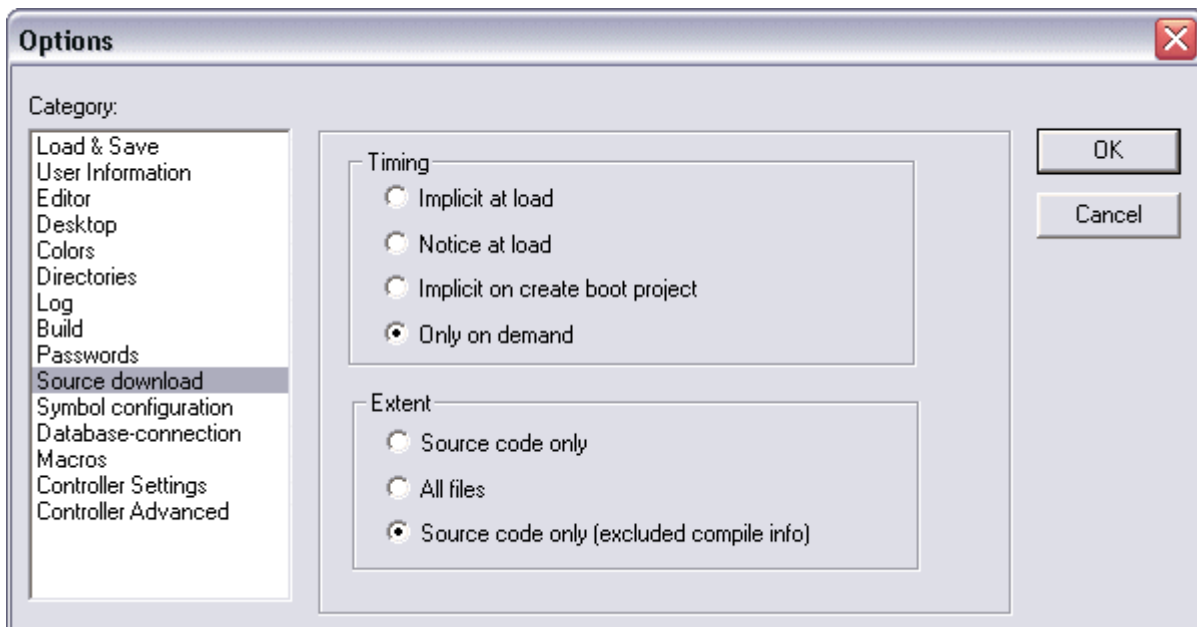 Options
Category:
Load & Save
User Information
Editor
Desktop
Colors
Directories
Log
Build
Passwords
Source download
Symbol configuration
Database-connection
Macros
Controller Settings
Controller Advanced
Timing
Implicit at load
Notice at load
Implicit on create boot project
Only on demand
Extent
Source code only
All files
Source code only (excluded compile info)
OK
Cancel